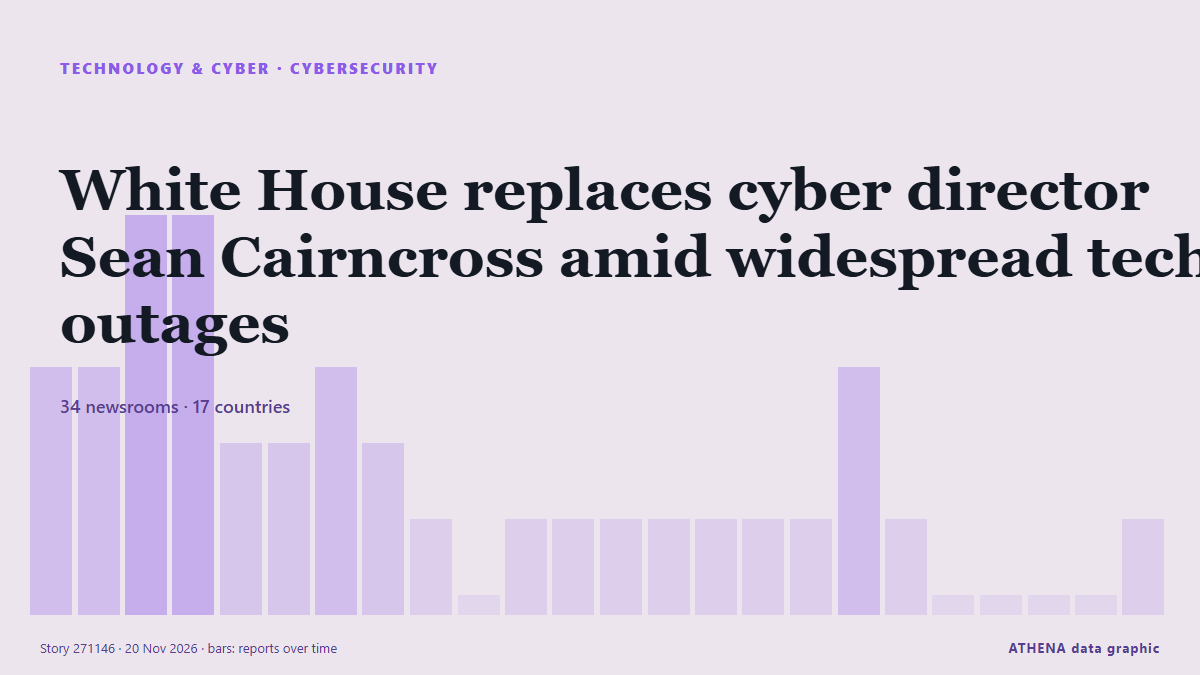 TECHNOLOGY & CYBER · CYBERSECURITY
White House replaces cyber director
Sean Cairncross amid widespread tech
outages
34 newsrooms · 17 countries
Story 271146 · 20 Nov 2026 · bars: reports over time
ATHENA data graphic